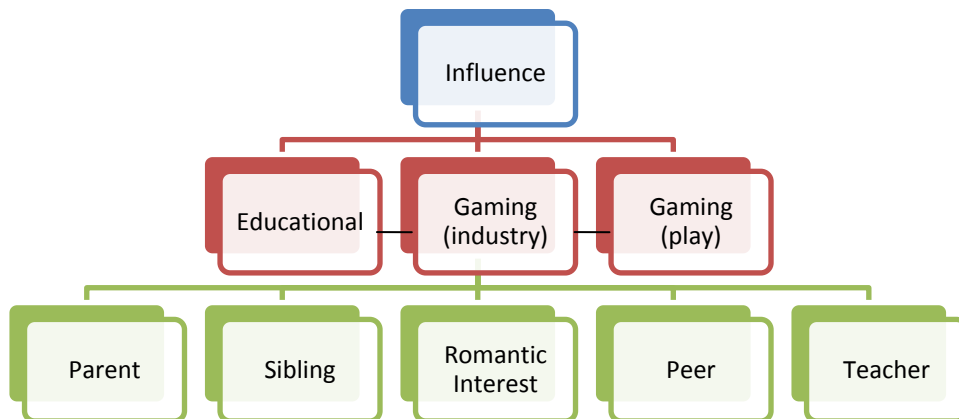 Influence
Educational
Gaming
(industry)
Gaming
(play)
Parent
Sibling
Romantic
Interest
Peer
Teacher